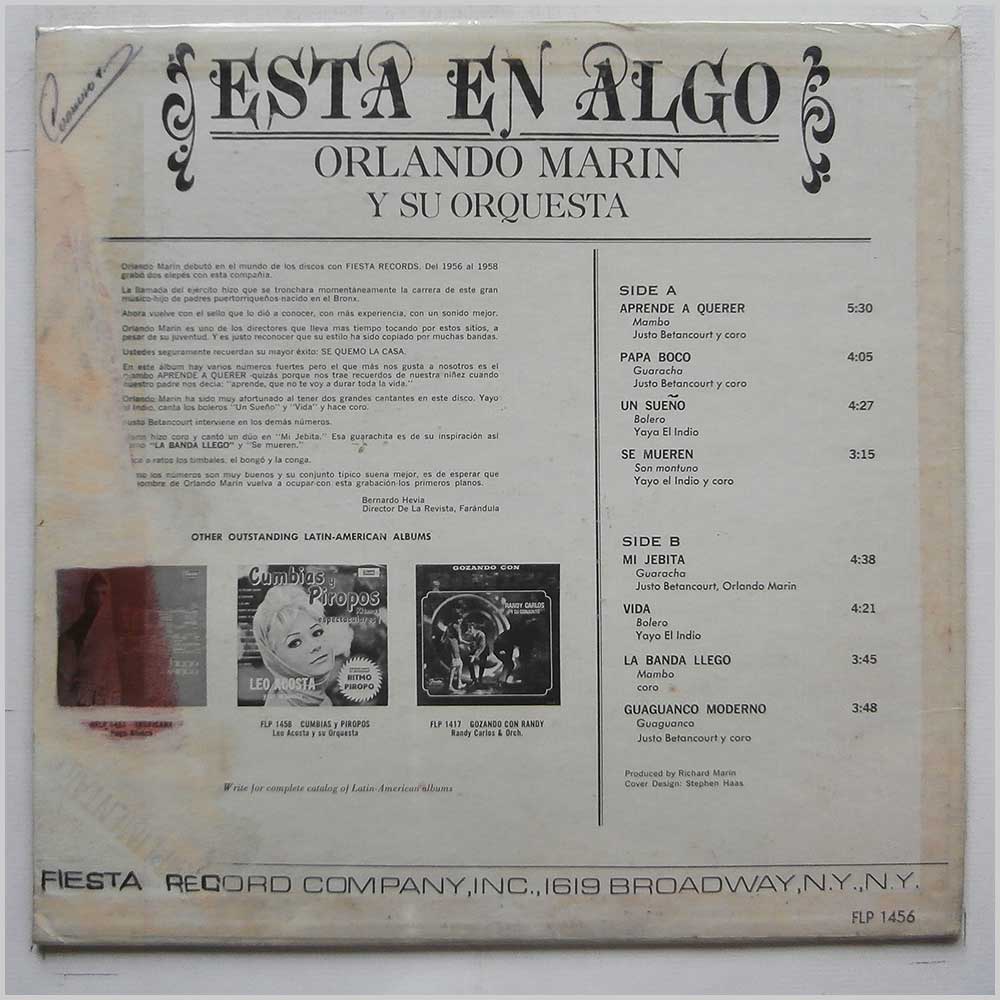 ESTA EN ALGO
ORLANDO MARIN
Y SU ORQUESTA
Orlando Marin debutó en el mundo de los discos con FIESTA RECORDS. Del 1956 al 1958
grabó dos elepés con esta compañía.
La llamada del ejército hizo que se tronchara momentáneamente la carrera de este gran
músico-hijo de padres puertorriqueños-nacido en el Bronx.
Ahora vuelve con el sello que lo dió a conocer, con más experiencia, con un sonido mejor.
Orlando Marin es uno de los directores que lleva mas tiempo tocando por estos sitios, a
pesar de su juventud. Y es justo reconocer que su estilo ha sido copiado por muchas bandas.
Ustedes seguramente recuerdan su mayor éxito: SE QUEMO LA CASA.
En este álbum hay varios números fuertes pero el que más nos gusta a nosotros es el
mambo APRENDE A QUERER -quizás porque nos trae recuerdos de nuestra niñez cuando
nuestro padre nos decía: "aprende, que no te voy a durar toda la vida."
Orlando Marin ha sido muy afortunado al tener dos grandes cantantes en este disco. Yayo
el Indio, canta los boleros "Un Sueño" y "Vida" y hace coro.
Justo Betancourt interviene en los demás números.
hizo coro y cantó un dúo en "Mi Jebita." Esa guarachita es de su inspiración así
como "LA BANDA LLEGO" y "Se mueren."
a ratos los timbales, el bongó y la conga.
los números son muy buenos y su conjunto típico suena mejor, es de esperar que
nombre de Orlando Marin vuelva a ocupar-con esta grabación-los primeros planos.
Bernardo Hevia
Director De La Revista, Farándula
OTHER OUTSTANDING LATIN-AMERICAN ALBUMS
Cumbias y
Piropos
espectaculares!
RITMO
PIROPO
LEO ACOSTA
GOZANDO CON
RANDY CARLOS
Y SU CONJUNTO
FLP 1458 CUMBIAS y PIROPOS
Leo Acosta y su Orquesta
FLP 1417 GOZANDO CON RANDY
Randy Carlos & Orch.
Write for complete catalog of Latin-American albums
SIDE A
APRENDE A QUERER 5:30
Mambo
Justo Betancourt y coro
PAPA BOCO 4:05
Guaracha
Justo Betancourt y coro
UN SUEÑO 4:27
Bolero
Yaya El Indio
SE MUEREN 3:15
Son montuno
Yayo el Indio y coro
SIDE B
MI JEBITA 4:38
Guaracha
Justo Betancourt, Orlando Marin
VIDA 4:21
Bolero
Yayo El Indio
LA BANDA LLEGO 3:45
Mambo
coro
GUAGUANCO MODERNO 3:48
Guaguanco
Justo Betancourt y coro
Produced by Richard Marin
Cover Design: Stephen Haas
FIESTA RECORD COMPANY, INC., 1619 BROADWAY, N.Y., N.Y.
FLP 1456